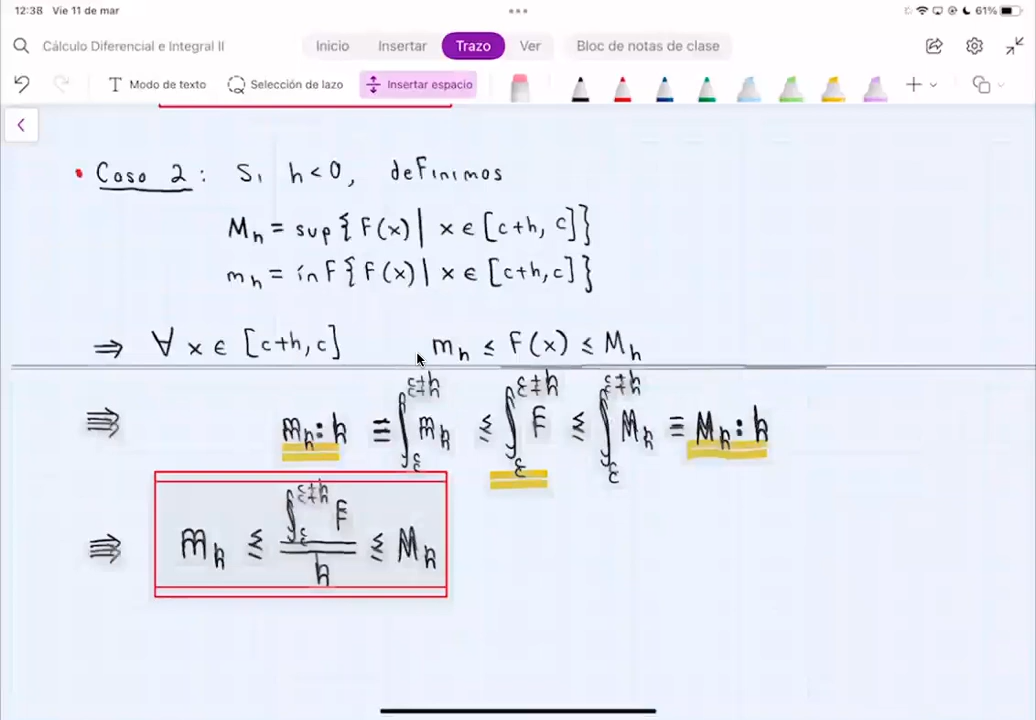 12:38 Vie 11 de mar 61%
Cálculo Diferencial e Integral II Inicio Insertar Trazo Ver Bloc de notas de clase
Modo de texto Selección de lazo Insertar espacio
• Caso 2: Si h<0, definimos
M_h = sup{F(x)| x ∈ [c+h, c]}
m_h = ínf{F(x)| x ∈ [c+h,c]}
⇒ ∀ x ∈ [c+h,c] m_h ≤ F(x) ≤ M_h
⇒ m_h · h = ∫_c^{c+h} m_h ≤ ∫_c^{c+h} F ≤ ∫_c^{c+h} M_h = M_h · h
⇒ m_h ≤ ∫_c^{c+h} F / h ≤ M_h